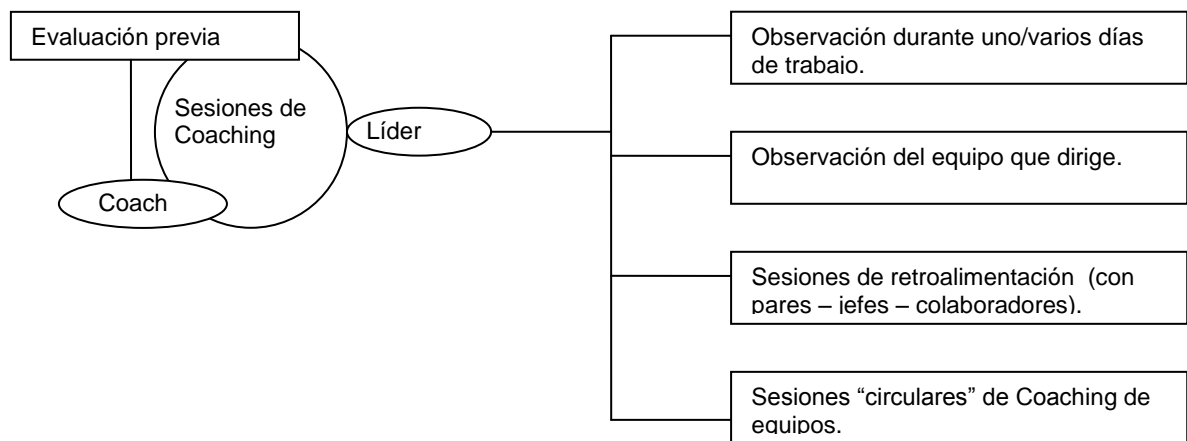 Evaluación previa
Sesiones de
Coaching
Coach
Líder
Observación durante uno/varios días
de trabajo.
Observación del equipo que dirige.
Sesiones de retroalimentación (con
pares – jefes – colaboradores).
Sesiones “circulares” de Coaching de
equipos.